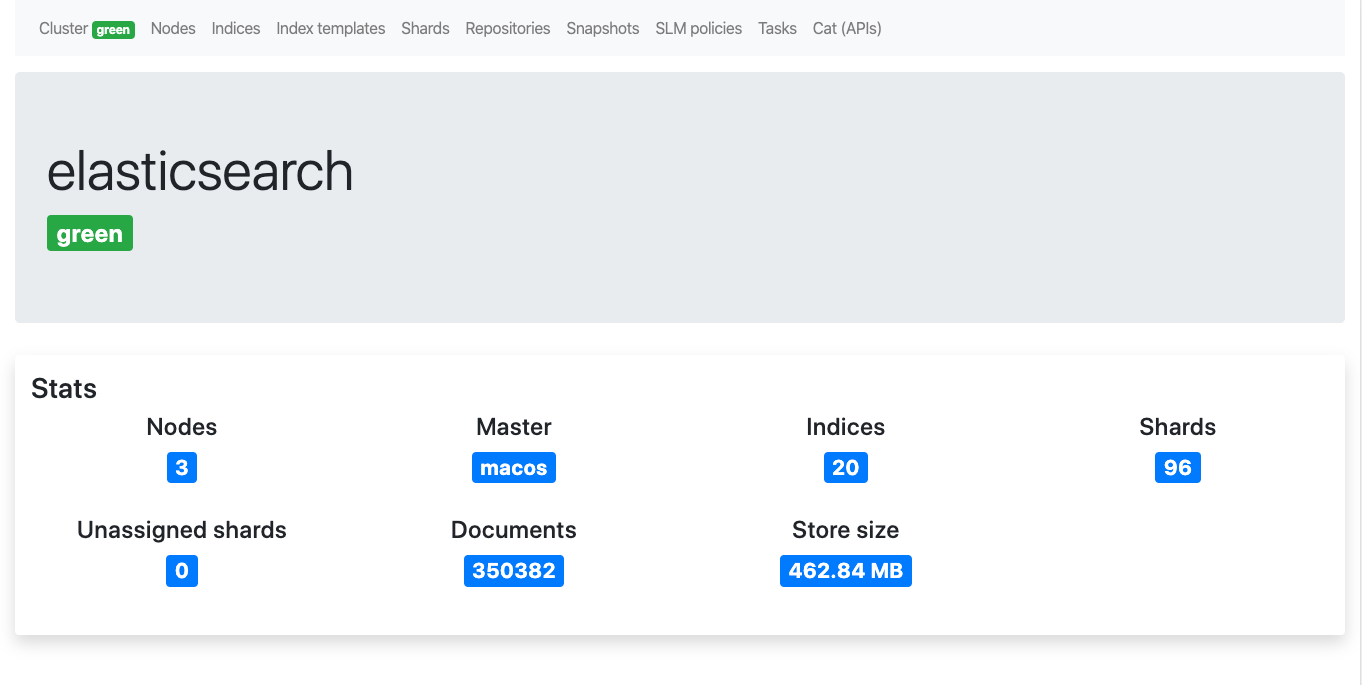 Cluster green Nodes Indices Index templates Shards Repositories Snapshots SLM policies Tasks Cat (APIs)
elasticsearch
green
Stats
Nodes Master Indices Shards
3 macos 20 96
Unassigned shards Documents Store size
0 350382 462.84 MB